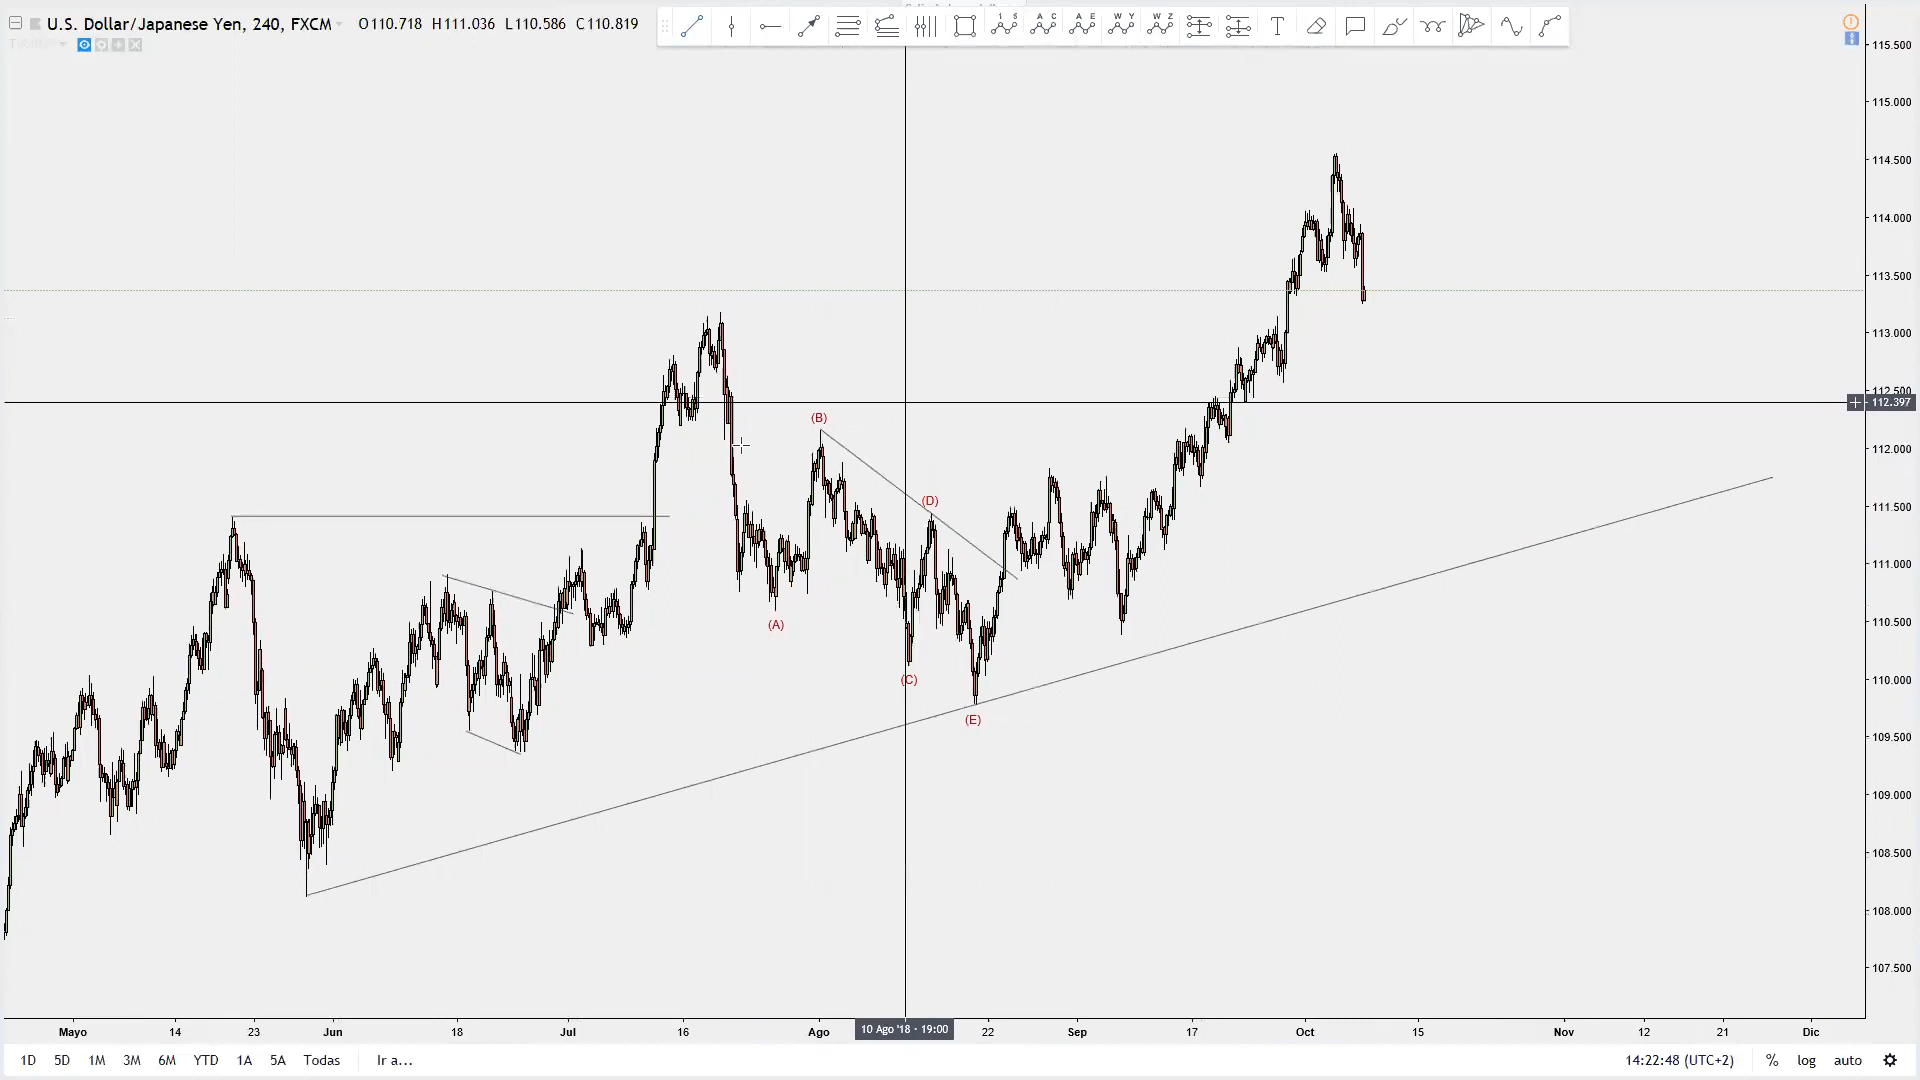 U.S. Dollar/Japanese Yen, 240, FXCM O110.718 H111.036 L110.586 C110.819
1 5 A C A E W Y W Z T
115.500
115.000
114.500
114.000
113.500
113.000
112.500
112.397
112.000
111.500
111.000
110.500
110.000
109.500
109.000
108.500
108.000
107.500
(B)
(D)
(A)
(C)
(E)
Mayo 14 23 Jun 18 Jul 16 Ago 10 Ago '18 - 19:00 22 Sep 17 Oct 15 Nov 12 21 Dic
1D 5D 1M 3M 6M YTD 1A 5A Todas Ir a... 14:22:48 (UTC+2) % log auto